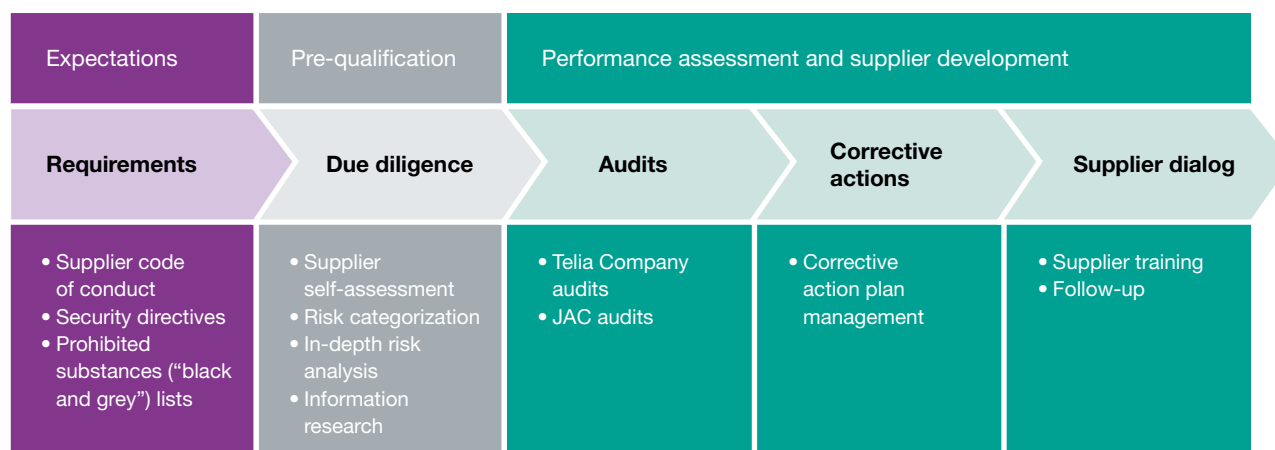 Expectations
Pre-qualification
Performance assessment and supplier development
Requirements
Due diligence
Audits
Corrective
actions
Supplier dialog
• Supplier code
of conduct
• Security directives
• Prohibited
substances (“black
and grey”) lists
• Supplier
self-assessment
• Risk categorization
• In-depth risk
analysis
• Information
research
• Telia Company
audits
• JAC audits
• Corrective
action plan
management
• Supplier training
• Follow-up